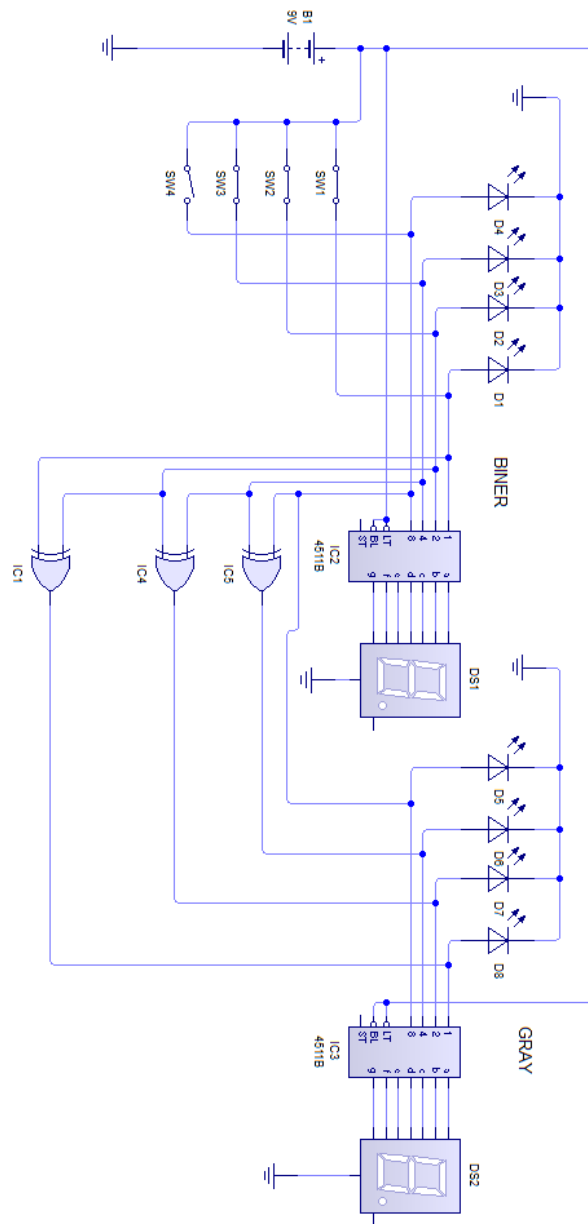 B1
9V
+
SW4
SW3
SW2
SW1
D4
D3
D2
D1
BINER
IC1
IC4
IC5
IC2
4511B
ST
BL
LT
8
4
2
1
g
f
e
d
c
b
a
DS1
D5
D6
D7
D8
GRAY
IC3
4511B
ST
BL
LT
8
4
2
1
g
f
e
d
c
b
a
DS2